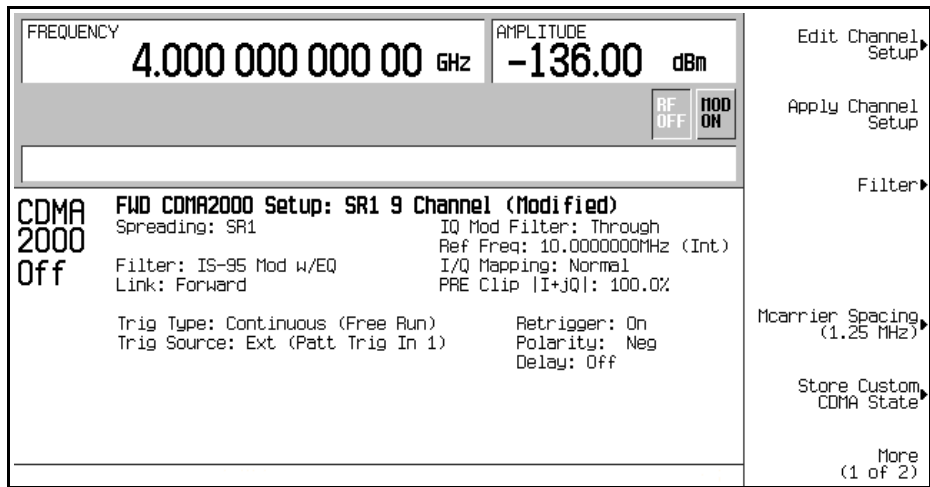 FREQUENCY
4.000 000 000 00 GHz
AMPLITUDE
-136.00 dBm
RF OFF
MOD ON
CDMA 2000 Off
FWD CDMA2000 Setup: SR1 9 Channel (Modified)
Spreading: SR1
IQ Mod Filter: Through
Ref Freq: 10.0000000MHz (Int)
Filter: IS-95 Mod w/EQ
I/Q Mapping: Normal
Link: Forward
PRE Clip |I+jQ|: 100.0%
Trig Type: Continuous (Free Run)
Retrigger: On
Trig Source: Ext (Patt Trig In 1)
Polarity: Neg
Delay: Off
Edit Channel
Setup
Apply Channel
Setup
Filter
Mcarrier Spacing
(1.25 MHz)
Store Custom
CDMA State
More
(1 of 2)